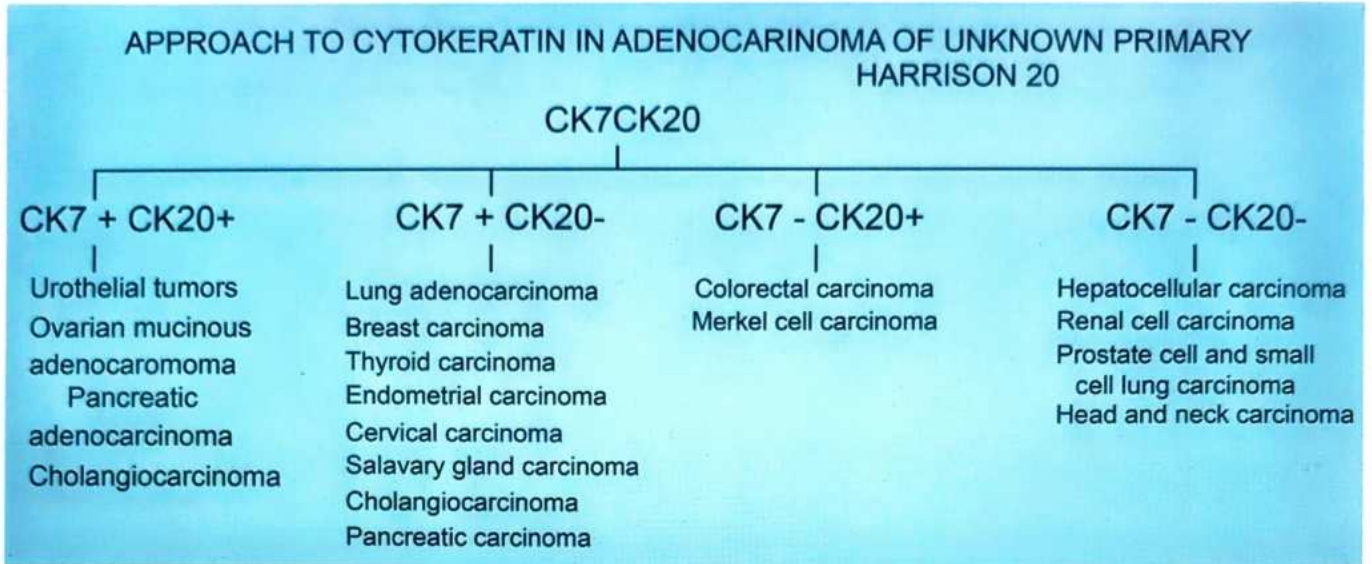 APPROACH TO CYTOKERATIN IN ADENOCARINOMA OF UNKNOWN PRIMARY
HARRISON 20
CK7CK20
CK7 + CK20+
Urothelial tumors
Ovarian mucinous
adenocaromoma
Pancreatic
adenocarcinoma
Cholangiocarcinoma
CK7 + CK20-
Lung adenocarcinoma
Breast carcinoma
Thyroid carcinoma
Endometrial carcinoma
Cervical carcinoma
Salavary gland carcinoma
Cholangiocarcinoma
Pancreatic carcinoma
CK7 - CK20+
Colorectal carcinoma
Merkel cell carcinoma
CK7 - CK20-
Hepatocellular carcinoma
Renal cell carcinoma
Prostate cell and small
cell lung carcinoma
Head and neck carcinoma